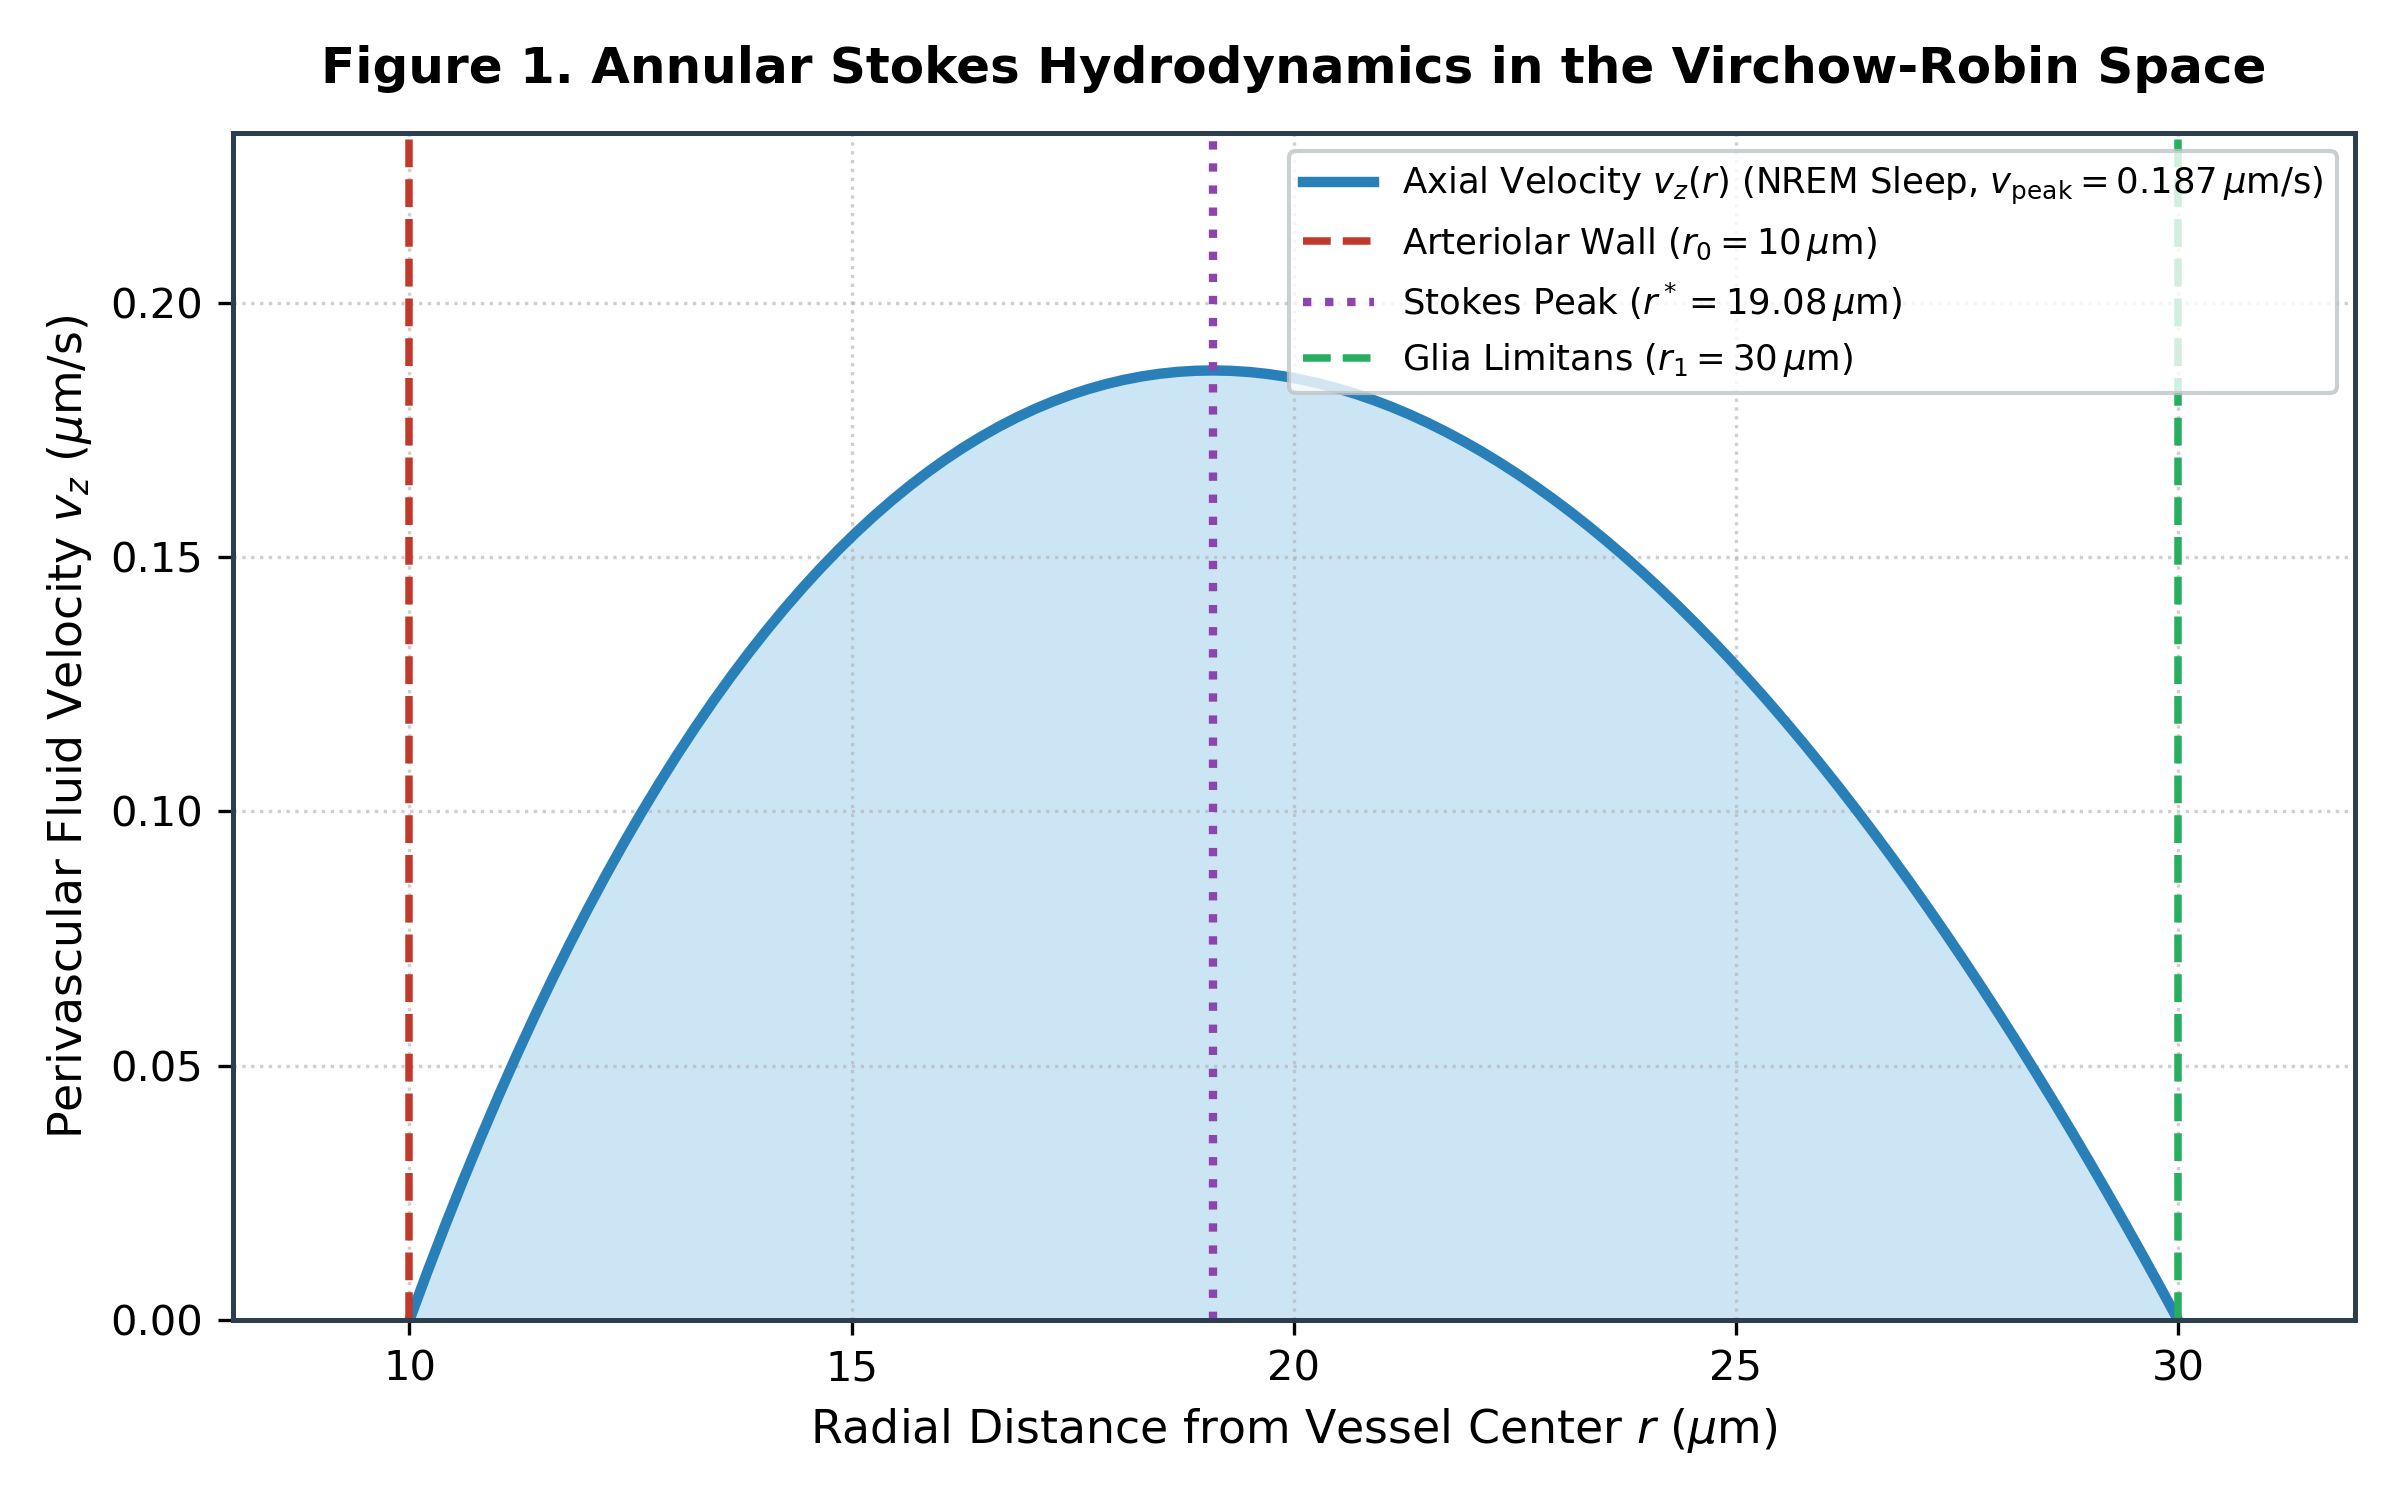 Figure 1. Annular Stokes Hydrodynamics in the Virchow-Robin Space
Axial Velocity v_z(r) (NREM Sleep, v_peak = 0.187 μm/s)
Arteriolar Wall (r_0 = 10 μm)
Stokes Peak (r* = 19.08 μm)
Glia Limitans (r_1 = 30 μm)
Perivascular Fluid Velocity v_z (μm/s)
0.20
0.15
0.10
0.05
0.00
10 15 20 25 30
Radial Distance from Vessel Center r (μm)